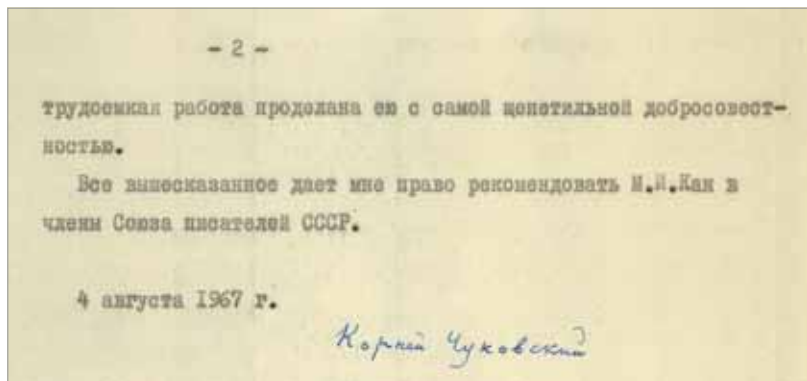 - 2 -
трудоемкая работа проделана ею с самой щепетильной добросовест-
ностью.
Все вышесказанное дает мне право рекомендовать М.И.Кан в
члены Союза писателей СССР.
4 августа 1967 г.
Корней Чуковский